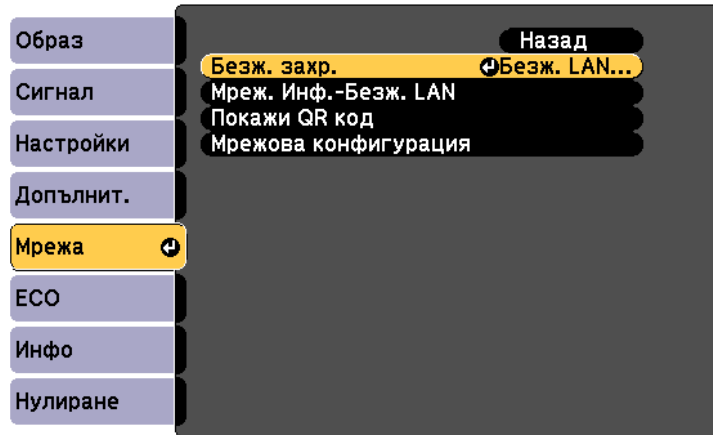 Образ
Сигнал
Настройки
Допълнит.
Мрежа
ECO
Инфо
Нулиране
Назад
Безж. захр. Безж. LAN...
Мреж. Инф.-Безж. LAN
Покажи QR код
Мрежова конфигурация